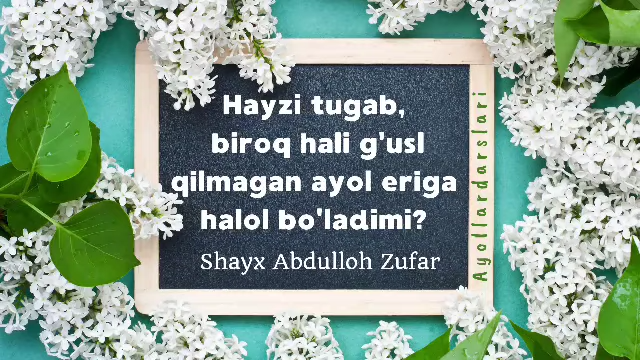 Hayzi tugab,
biroq hali g'usl
qilmagan ayol eriga
halol bo'ladimi?
Shayx Abdulloh Zufar
Ayollardarslari